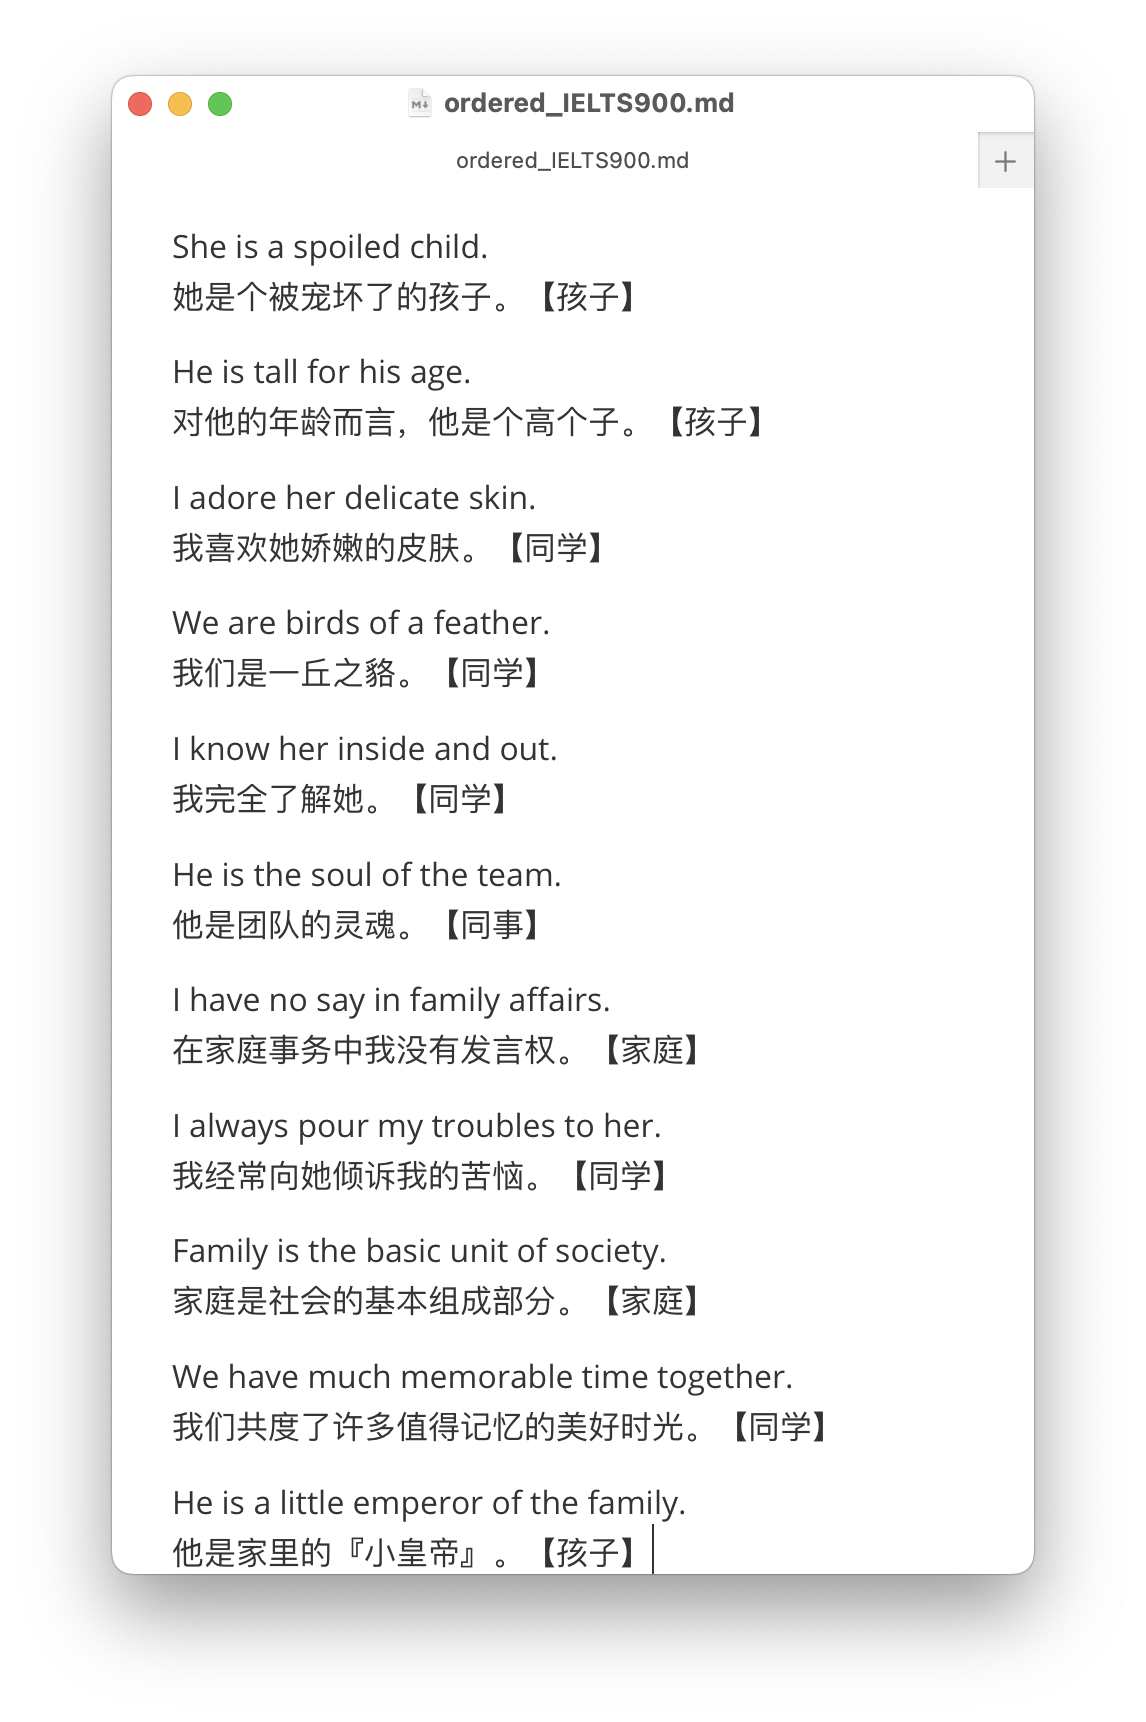 ordered_IELTS900.md
ordered_IELTS900.md
She is a spoiled child.
她是个被宠坏了的孩子。【孩子】
He is tall for his age.
对他的年龄而言，他是个高个子。【孩子】
I adore her delicate skin.
我喜欢她娇嫩的皮肤。【同学】
We are birds of a feather.
我们是一丘之貉。【同学】
I know her inside and out.
我完全了解她。【同学】
He is the soul of the team.
他是团队的灵魂。【同事】
I have no say in family affairs.
在家庭事务中我没有发言权。【家庭】
I always pour my troubles to her.
我经常向她倾诉我的苦恼。【同学】
Family is the basic unit of society.
家庭是社会的基本组成部分。【家庭】
We have much memorable time together.
我们共度了许多值得记忆的美好时光。【同学】
He is a little emperor of the family.
他是家里的『小皇帝』。【孩子】